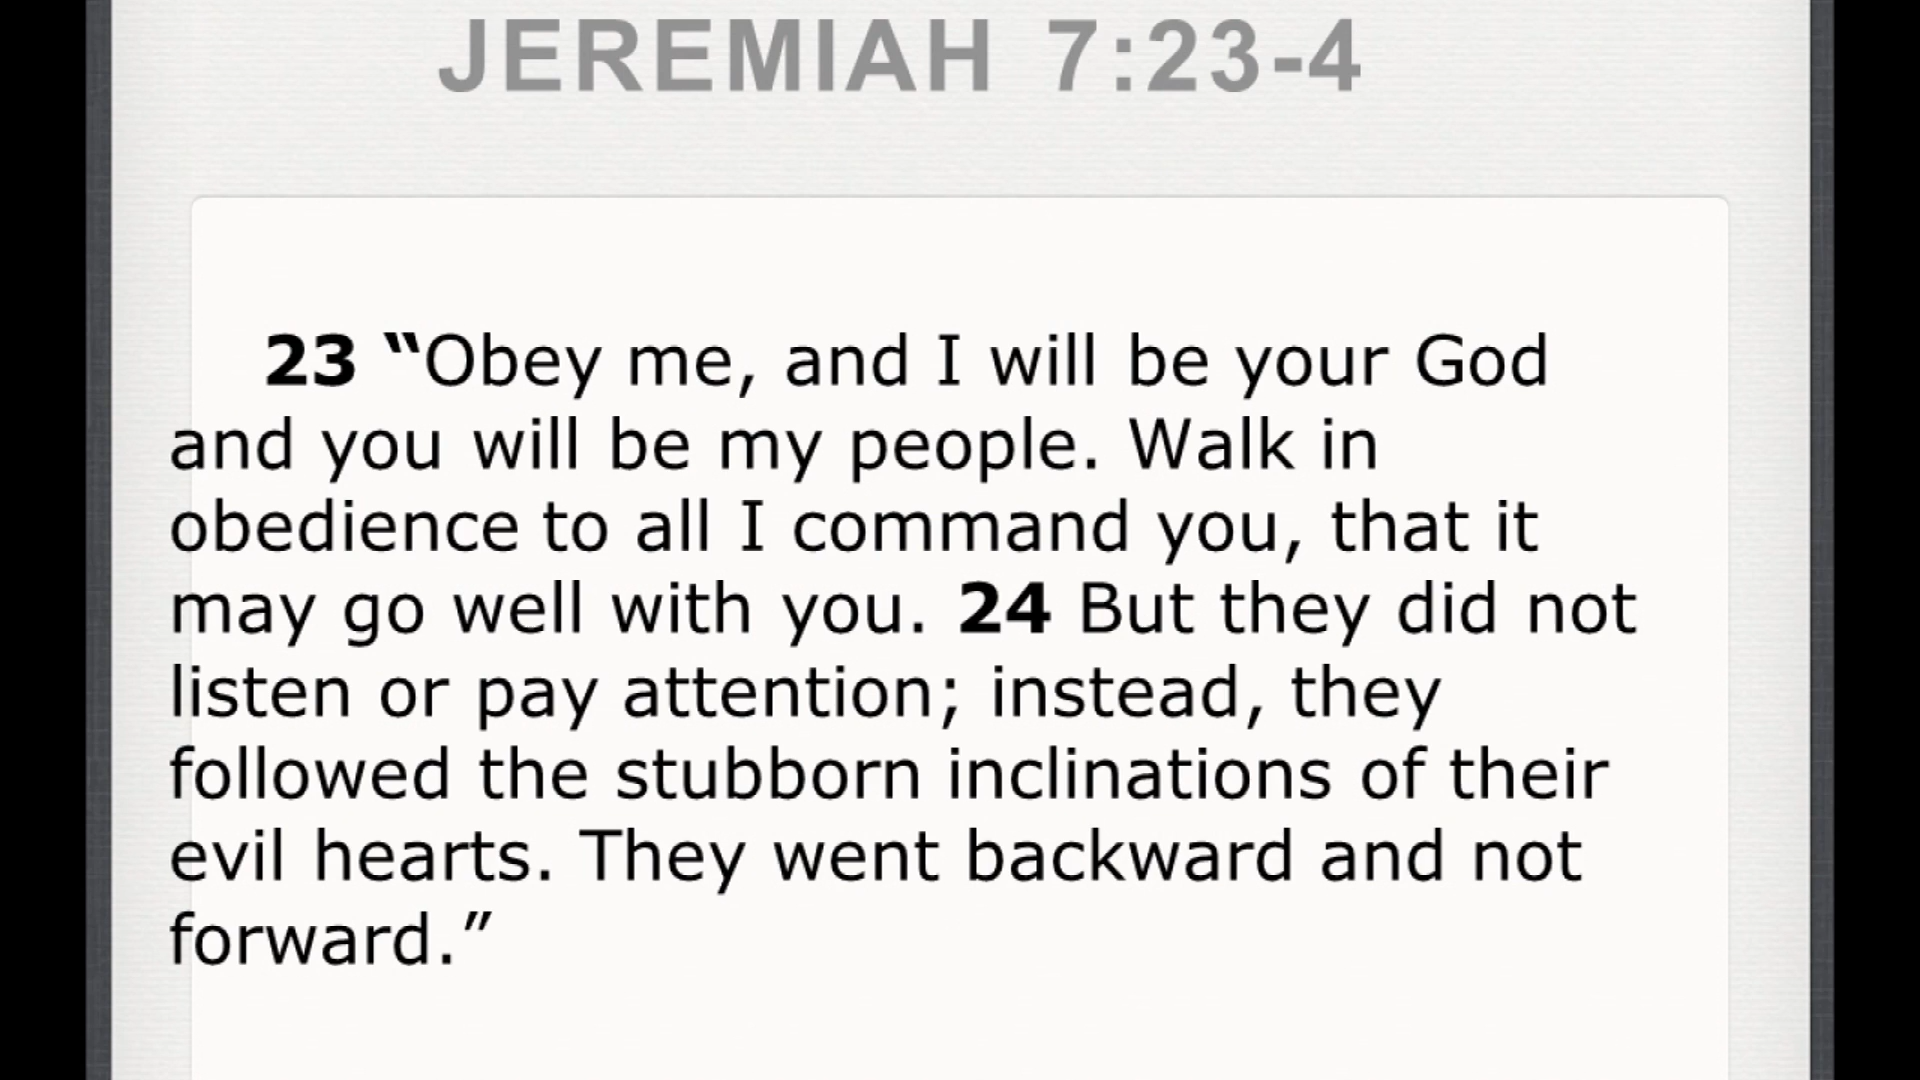 JEREMIAH 7:23-4
23 “Obey me, and I will be your God
and you will be my people. Walk in
obedience to all I command you, that it
may go well with you. 24 But they did not
listen or pay attention; instead, they
followed the stubborn inclinations of their
evil hearts. They went backward and not
forward.”